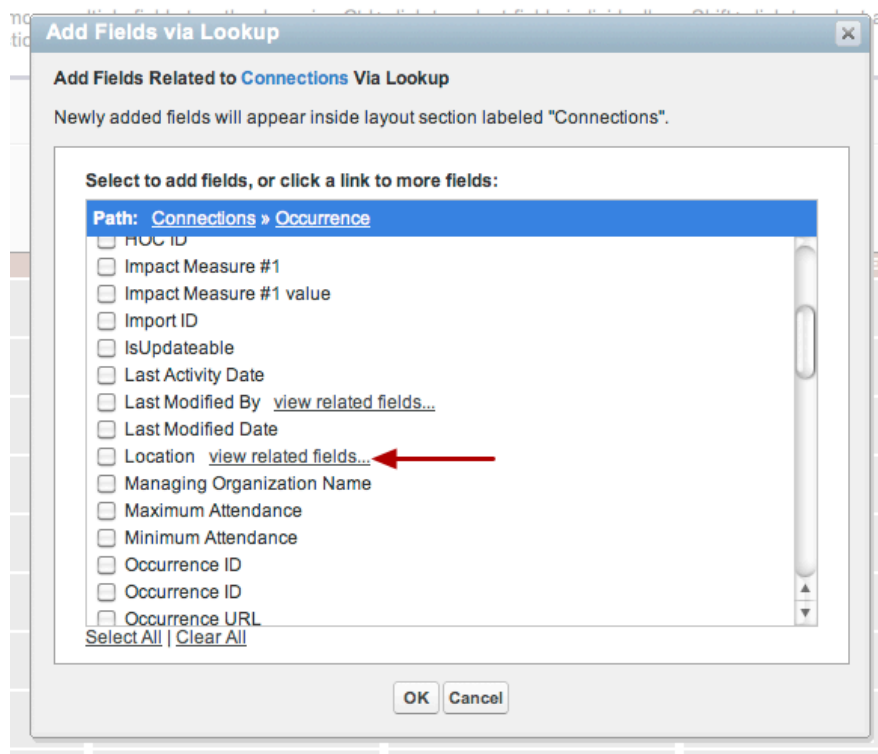 Add Fields via Lookup
Add Fields Related to Connections Via Lookup
Newly added fields will appear inside layout section labeled "Connections".
Select to add fields, or click a link to more fields:
Path: Connections » Occurrence
HOC ID
Impact Measure #1
Impact Measure #1 value
Import ID
IsUpdateable
Last Activity Date
Last Modified By view related fields...
Last Modified Date
Location view related fields...
Managing Organization Name
Maximum Attendance
Minimum Attendance
Occurrence ID
Occurrence ID
Occurrence URL
Select All | Clear All
OK Cancel